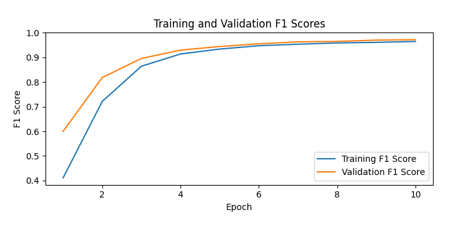 Training and Validation F1 Scores
1.0
0.9
0.8
0.7
0.6
0.5
0.4
F1 Score
2
4
6
8
10
Epoch
Training F1 Score
Validation F1 Score